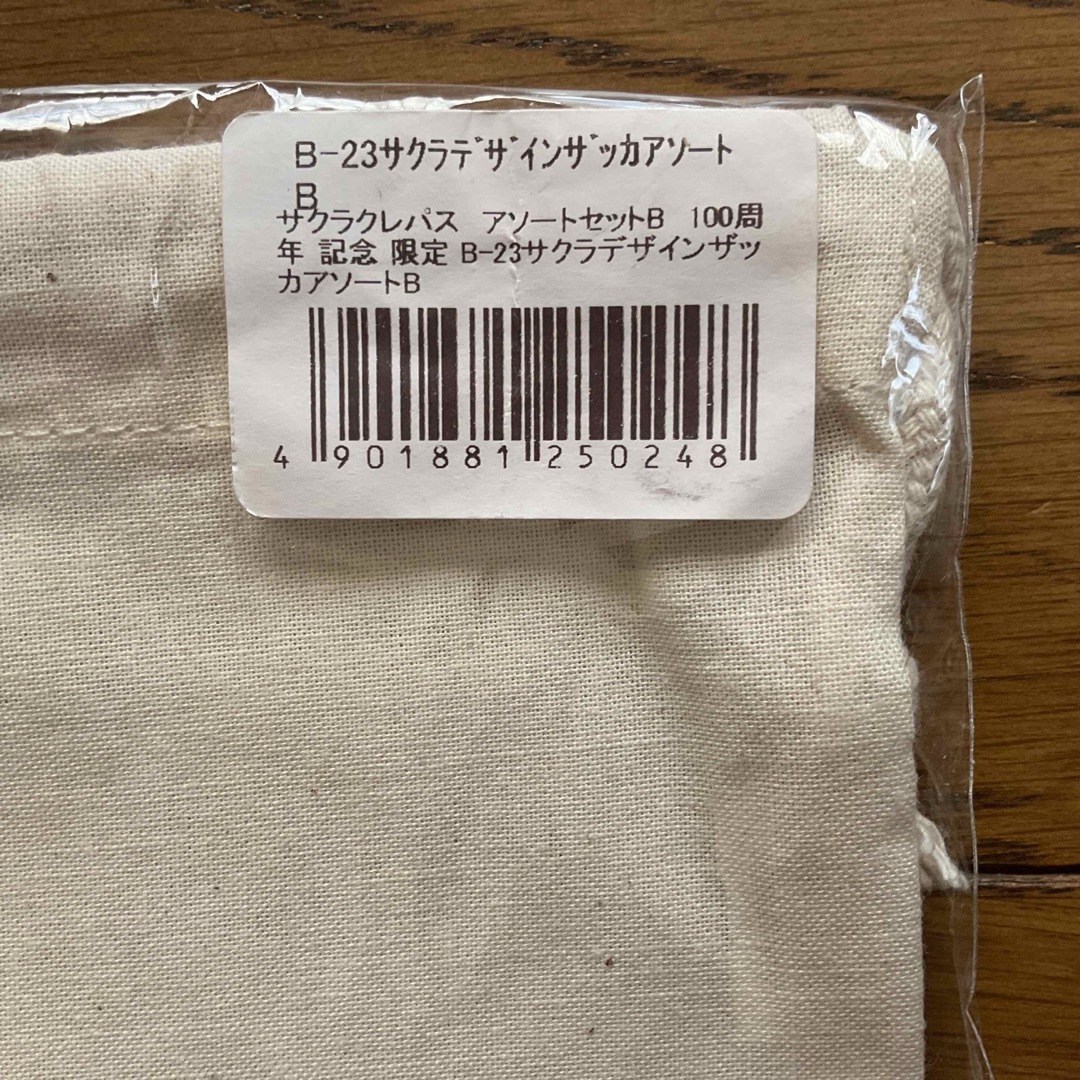 B-23サクラデザインザッカアソート
B
サクラクレパス アソートセットB 100周
年 記念 限定 B-23サクラデザインザッ
カアソートB
4 901881 250248